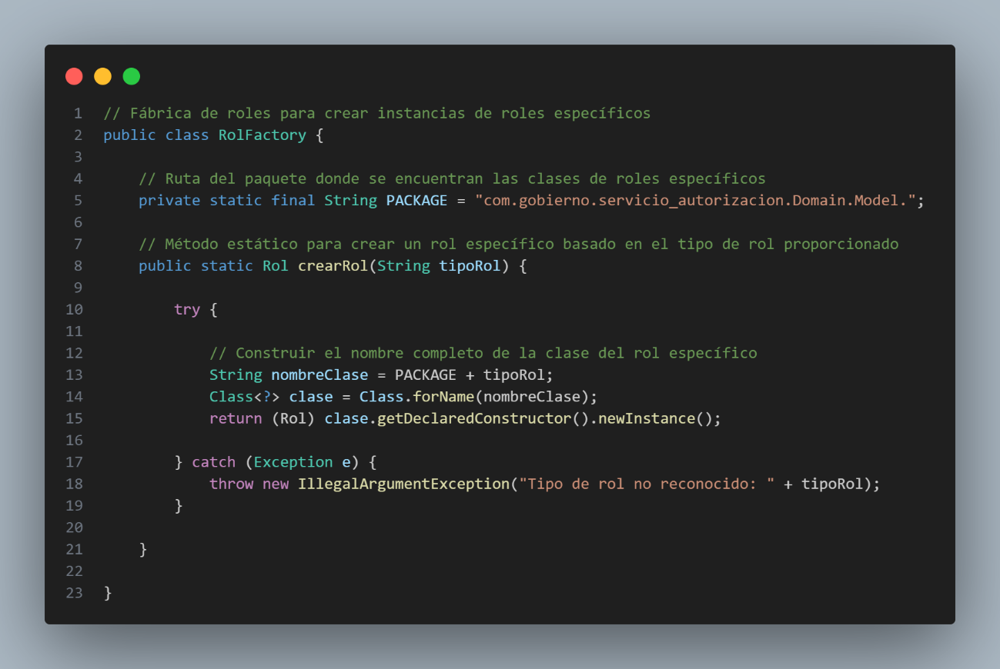 1 // Fábrica de roles para crear instancias de roles específicos
2 public class RolFactory {
3
4     // Ruta del paquete donde se encuentran las clases de roles específicos
5     private static final String PACKAGE = "com.gobierno.servicio_autorizacion.Domain.Model.";
6
7     // Método estático para crear un rol específico basado en el tipo de rol proporcionado
8     public static Rol crearRol(String tipoRol) {
9
10         try {
11
12             // Construir el nombre completo de la clase del rol específico
13             String nombreClase = PACKAGE + tipoRol;
14             Class<?> clase = Class.forName(nombreClase);
15             return (Rol) clase.getDeclaredConstructor().newInstance();
16
17         } catch (Exception e) {
18             throw new IllegalArgumentException("Tipo de rol no reconocido: " + tipoRol);
19         }
20
21     }
22
23 }